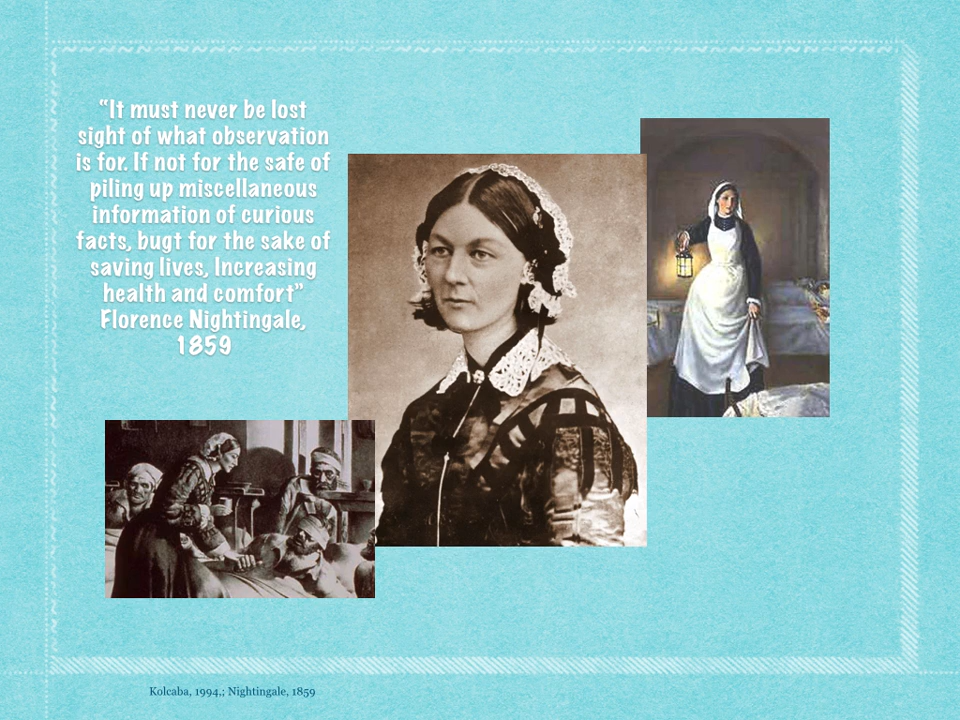 “It must never be lost
sight of what observation
is for. If not for the safe of
piling up miscellaneous
information of curious
facts, bugt for the sake of
saving lives, Increasing
health and comfort”
Florence Nightingale,
1859
Kolcaba, 1994,; Nightingale, 1859